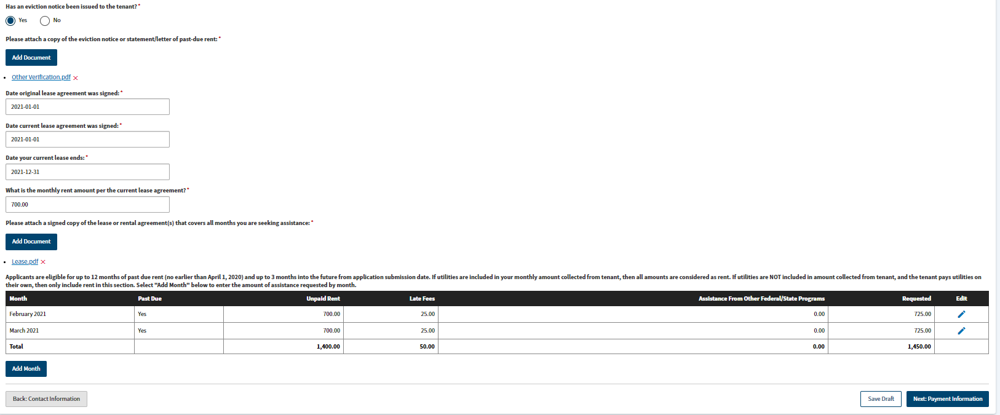 Has an eviction notice been issued to the tenant? *
Yes No
Please attach a copy of the eviction notice or statement/letter of past-due rent: *
Add Document
Other Verification.pdf
Date original lease agreement was signed: *
2021-01-01
Date current lease agreement was signed: *
2021-01-01
Date your current lease ends: *
2021-12-31
What is the monthly rent amount per the current lease agreement? *
700.00
Please attach a signed copy of the lease or rental agreement(s) that covers all months you are seeking assistance: *
Add Document
Lease.pdf
Applicants are eligible for up to 12 months of past due rent (no earlier than April 1, 2020) and up to 3 months into the future from application submission date. If utilities are included in your monthly amount collected from tenant, then all amounts are considered as rent. If utilities are NOT included in amount collected from tenant, and the tenant pays utilities on
their own, then only include rent in this section. Select "Add Month" below to enter the amount of assistance requested by month.
Month Past Due Unpaid Rent Late Fees Assistance From Other Federal/State Programs Requested Edit
February 2021 Yes 700.00 25.00 0.00 725.00
March 2021 Yes 700.00 25.00 0.00 725.00
Total 1,400.00 50.00 0.00 1,450.00
Add Month
Back: Contact Information Save Draft Next: Payment Information